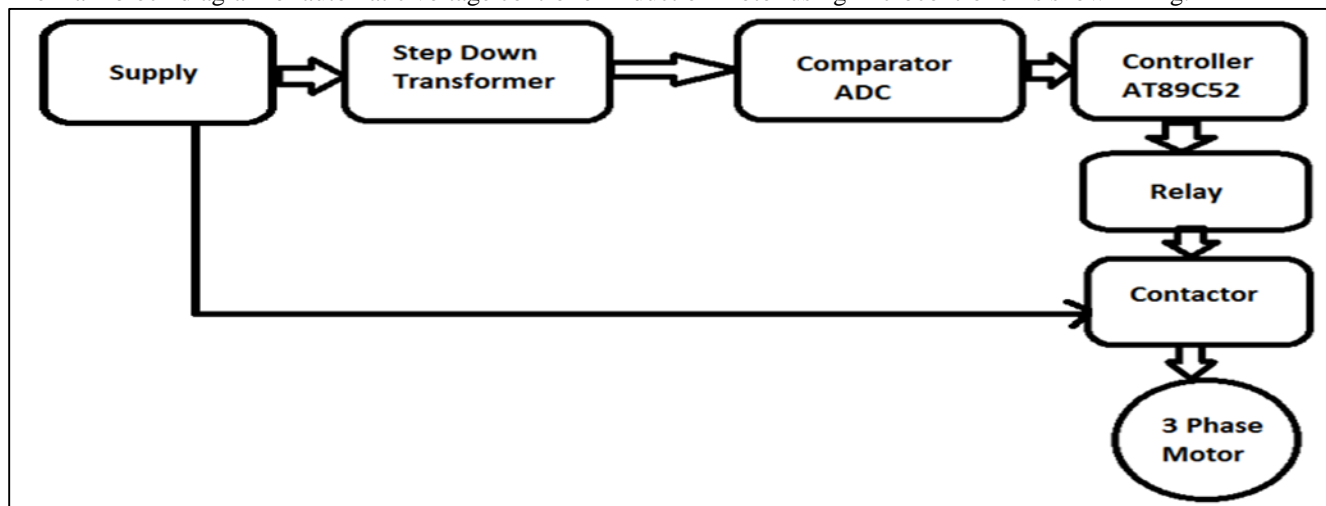 Supply
Step Down
Transformer
Comparator
ADC
Controller
AT89C52
Relay
Contactor
3 Phase
Motor